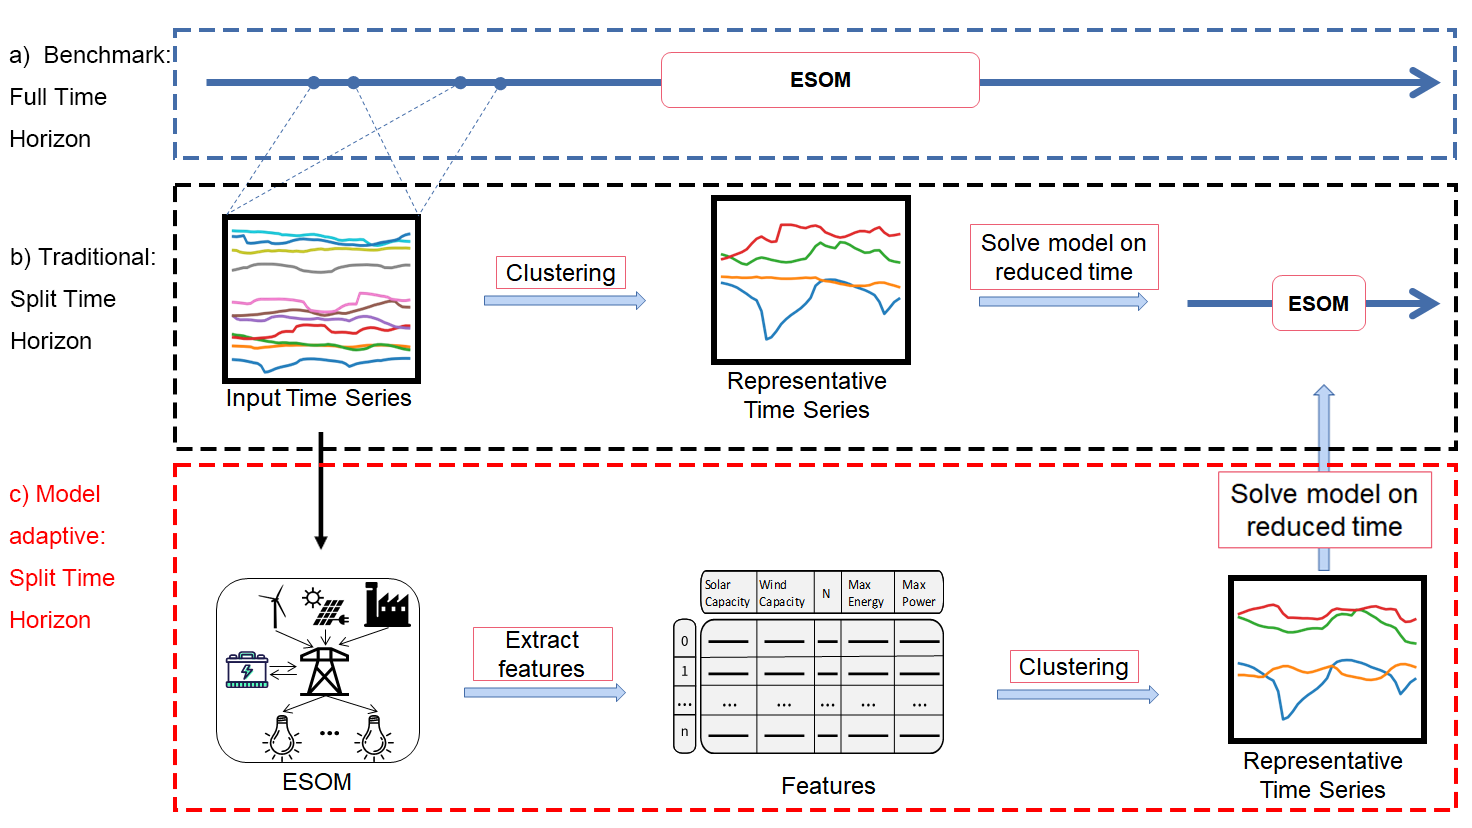 a) Benchmark:
Full Time
Horizon
ESOM
b) Traditional:
Split Time
Horizon
Input Time Series
Clustering
Representative
Time Series
Solve model on
reduced time
ESOM
c) Model
adaptive:
Split Time
Horizon
ESOM
Extract
features
Solar
Capacity
Wind
Capacity
N
Max
Energy
Max
Power
0
1
... ... ... ... ... ...
n
Features
Clustering
Solve model on
reduced time
Representative
Time Series